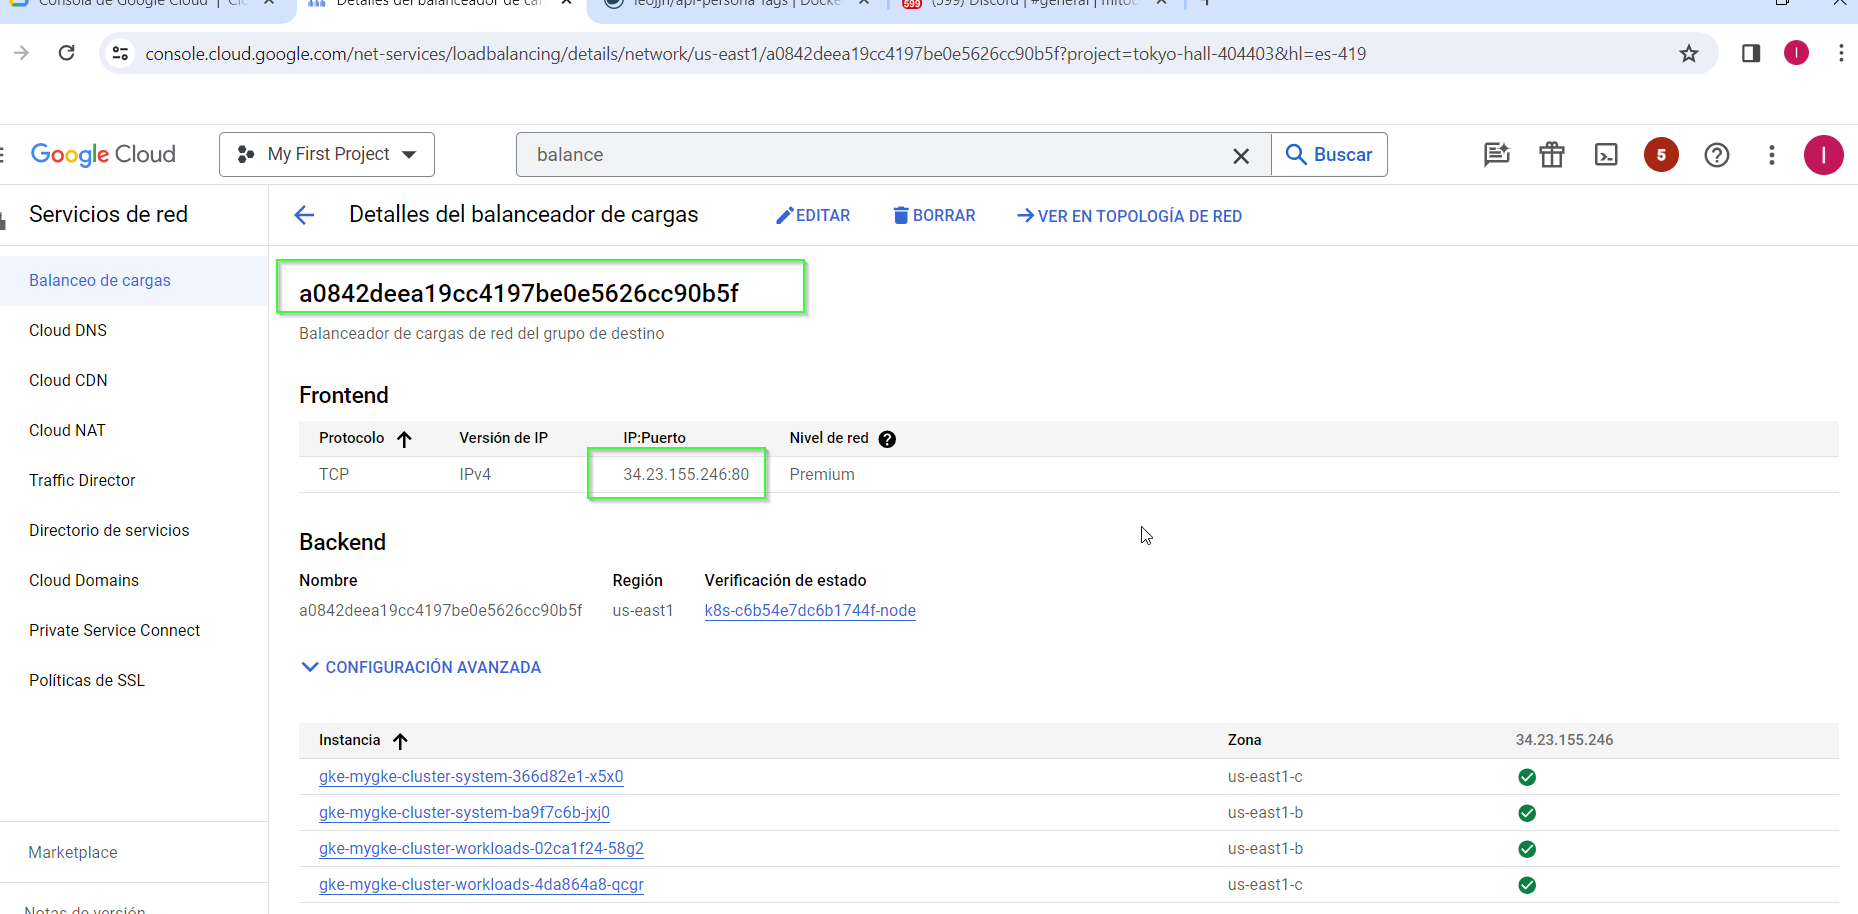 Consola de Google Cloud
Detalles del balanceador de car
leojjh/api-persona Tags | Docke
(599) Discord | #general | mitoc
console.cloud.google.com/net-services/loadbalancing/details/network/us-east1/a0842deea19cc4197be0e5626cc90b5f?project=tokyo-hall-404403&hl=es-419
I
Google Cloud
My First Project
balance
Buscar
5
I
Servicios de red
Detalles del balanceador de cargas
EDITAR
BORRAR
VER EN TOPOLOGÍA DE RED
Balanceo de cargas
Cloud DNS
Cloud CDN
Cloud NAT
Traffic Director
Directorio de servicios
Cloud Domains
Private Service Connect
Políticas de SSL
Marketplace
Notas de versión
a0842deea19cc4197be0e5626cc90b5f
Balanceador de cargas de red del grupo de destino
Frontend
Protocolo Versión de IP IP:Puerto Nivel de red
TCP IPv4 34.23.155.246:80 Premium
Backend
Nombre Región Verificación de estado
a0842deea19cc4197be0e5626cc90b5f us-east1 k8s-c6b54e7dc6b1744f-node
CONFIGURACIÓN AVANZADA
Instancia Zona 34.23.155.246
gke-mygke-cluster-system-366d82e1-x5x0 us-east1-c
gke-mygke-cluster-system-ba9f7c6b-jxj0 us-east1-b
gke-mygke-cluster-workloads-02ca1f24-58g2 us-east1-b
gke-mygke-cluster-workloads-4da864a8-qcgr us-east1-c